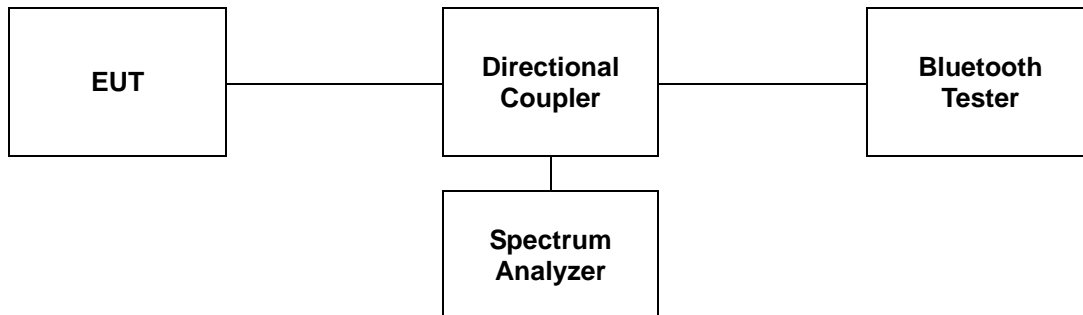 EUT
Directional
Coupler
Bluetooth
Tester
Spectrum
Analyzer